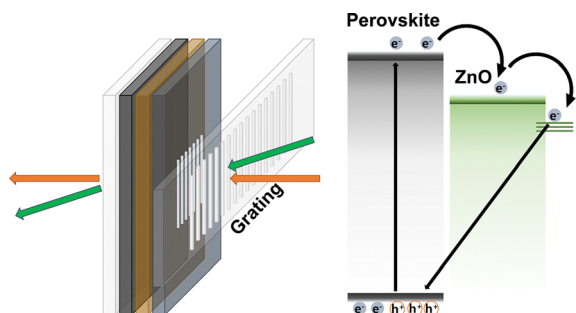 Perovskite
e⁻ e⁻
ZnO
e⁻
e⁻
Grating
e⁻ e⁻ h⁺ h⁺ h⁺